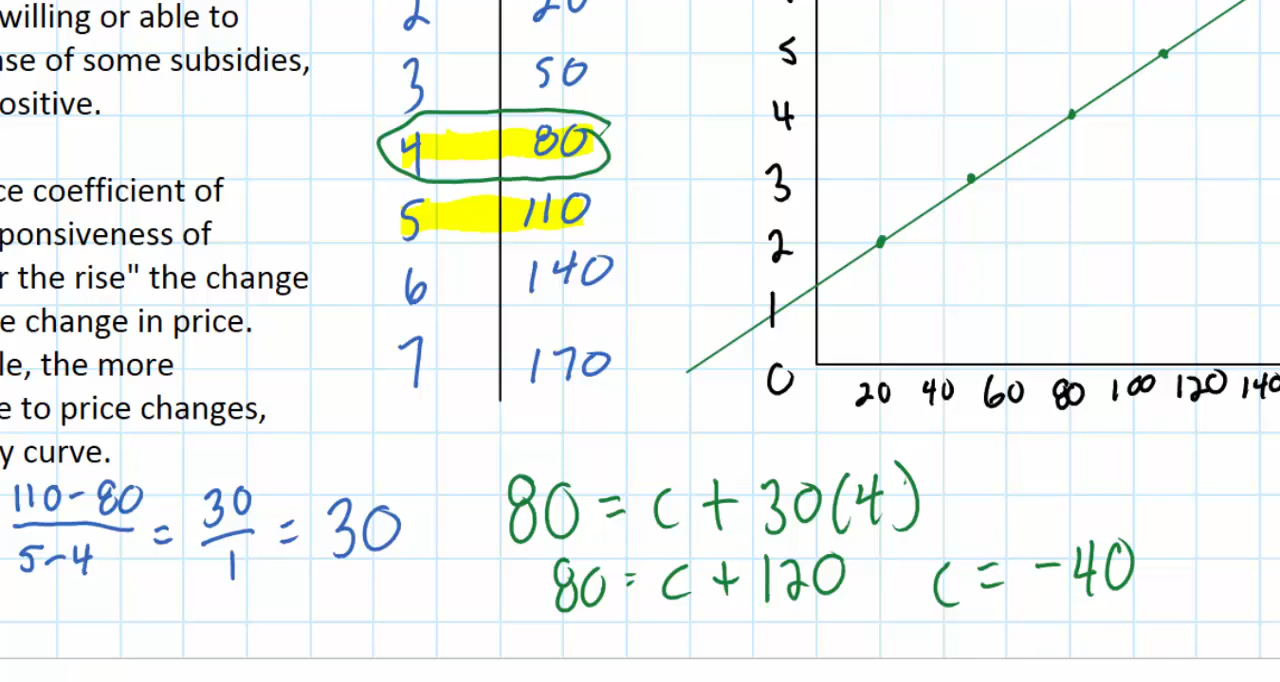 willing or able to
ase of some subsidies,
ositive.
ce coefficient of
ponsiveness of
r the rise" the change
e change in price.
le, the more
e to price changes,
y curve.
2 20
3 50
4 80
5 110
6 140
7 170
5
4
3
2
1
0
20 40 60 80 100 120 140
110-80 / 5-4 = 30/1 = 30
80 = c + 30(4)
80 = c + 120 c = -40